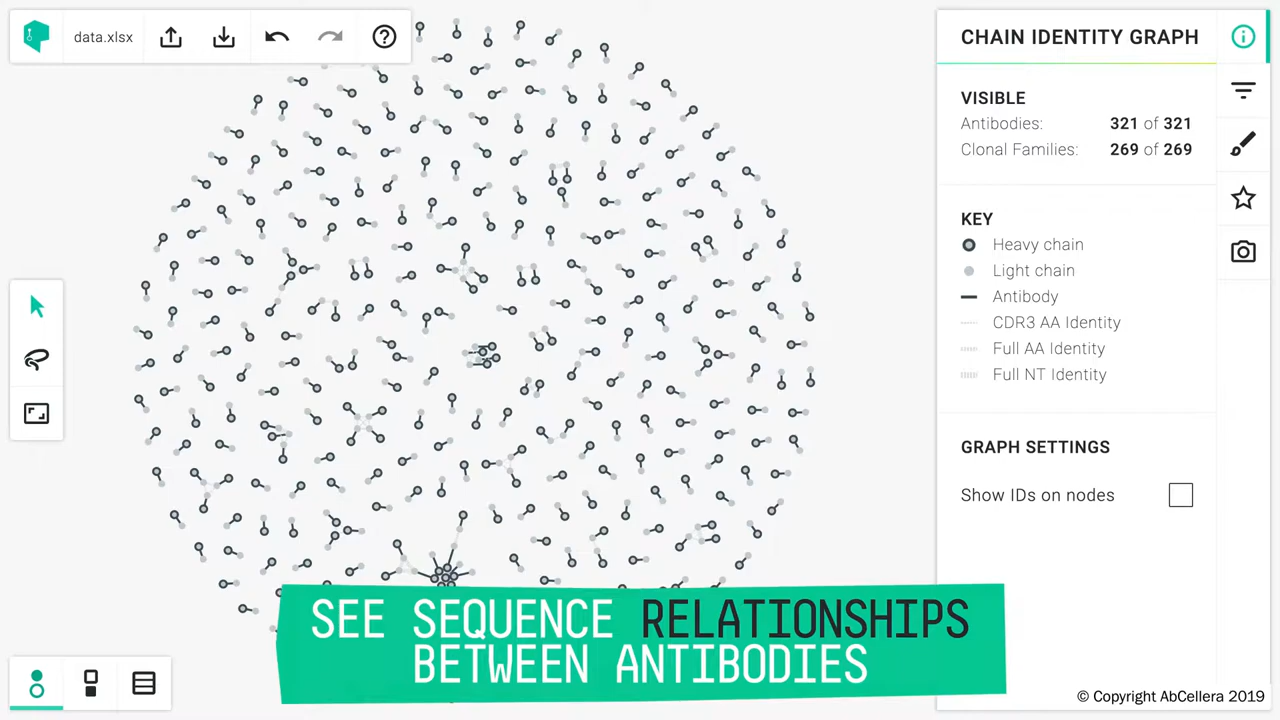 data.xlsx
CHAIN IDENTITY GRAPH
VISIBLE
Antibodies: 321 of 321
Clonal Families: 269 of 269
KEY
Heavy chain
Light chain
Antibody
CDR3 AA Identity
Full AA Identity
Full NT Identity
GRAPH SETTINGS
Show IDs on nodes
SEE SEQUENCE RELATIONSHIPS
BETWEEN ANTIBODIES
© Copyright AbCellera 2019